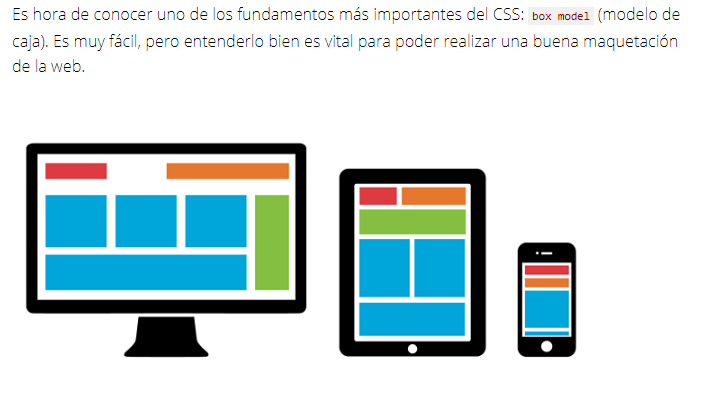 Es hora de conocer uno de los fundamentos más importantes del CSS: box model (modelo de
caja). Es muy fácil, pero entenderlo bien es vital para poder realizar una buena maquetación
de la web.